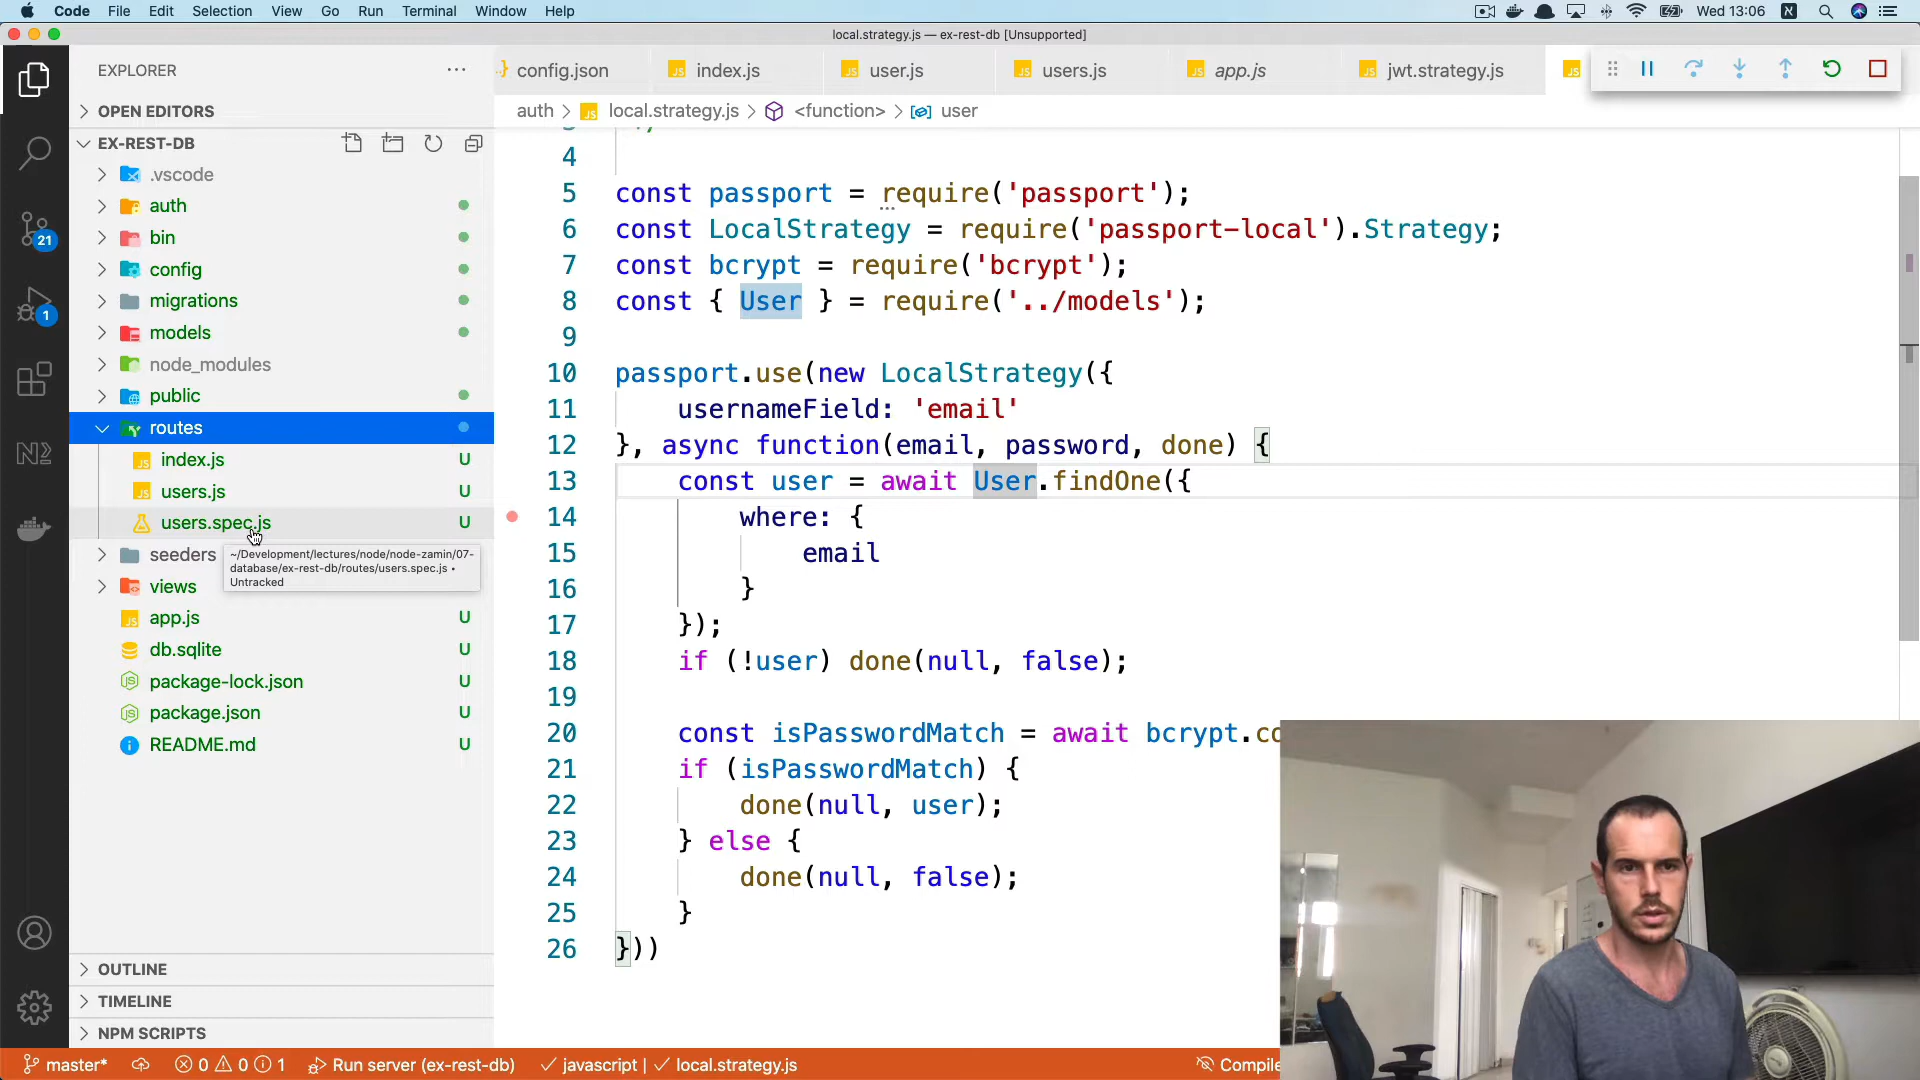 Code File Edit Selection View Go Run Terminal Window Help
Wed 13:06
local.strategy.js — ex-rest-db [Unsupported]
EXPLORER
config.json index.js user.js users.js app.js jwt.strategy.js
OPEN EDITORS
auth local.strategy.js <function> user
EX-REST-DB
.vscode
auth
bin
config
migrations
models
node_modules
public
routes
index.js U
users.js U
users.spec.js U
seeders
views
app.js U
db.sqlite U
package-lock.json U
package.json U
README.md U
~/Development/lectures/node/node-zamin/07-
database/ex-rest-db/routes/users.spec.js •
Untracked
21
1
OUTLINE
TIMELINE
NPM SCRIPTS
4
5 const passport = require('passport');
6 const LocalStrategy = require('passport-local').Strategy;
7 const bcrypt = require('bcrypt');
8 const { User } = require('../models');
9
10 passport.use(new LocalStrategy({
11 usernameField: 'email'
12 }, async function(email, password, done) {
13 const user = await User.findOne({
14 where: {
15 email
16 }
17 });
18 if (!user) done(null, false);
19
20 const isPasswordMatch = await bcrypt.co
21 if (isPasswordMatch) {
22 done(null, user);
23 } else {
24 done(null, false);
25 }
26 }))
master* 0 0 1 Run server (ex-rest-db) javascript | local.strategy.js Compile